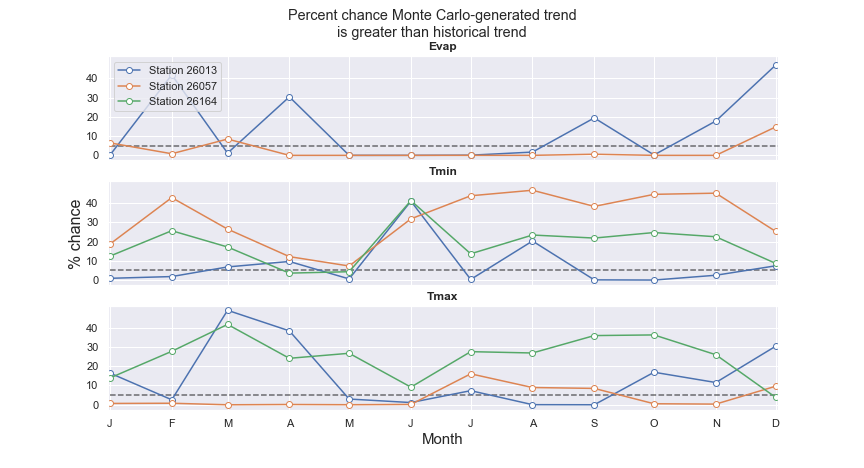 Percent chance Monte Carlo-generated trend
is greater than historical trend
Evap
Station 26013
Station 26057
Station 26164
40
30
20
10
0
Tmin
40
30
20
10
0
% chance
Tmax
40
30
20
10
0
J F M A M J J A S O N D
Month